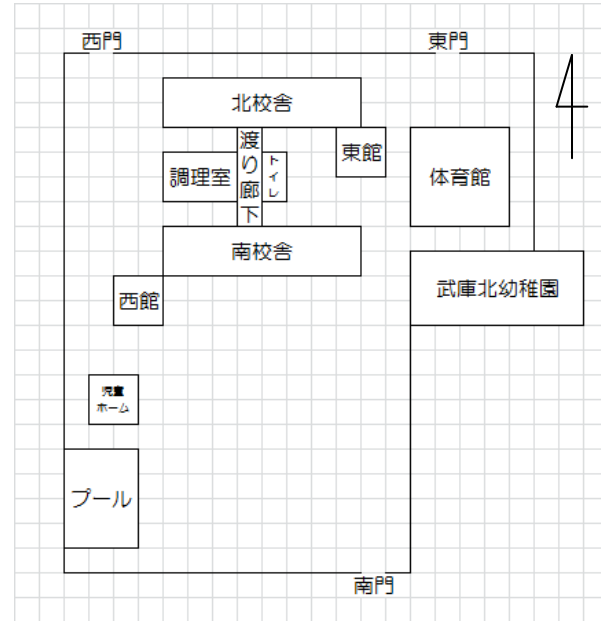 西門
東門
北校舎
渡り廊下
東館
調理室
トイレ
体育館
南校舎
武庫北幼稚園
西館
児童
ホーム
プール
南門